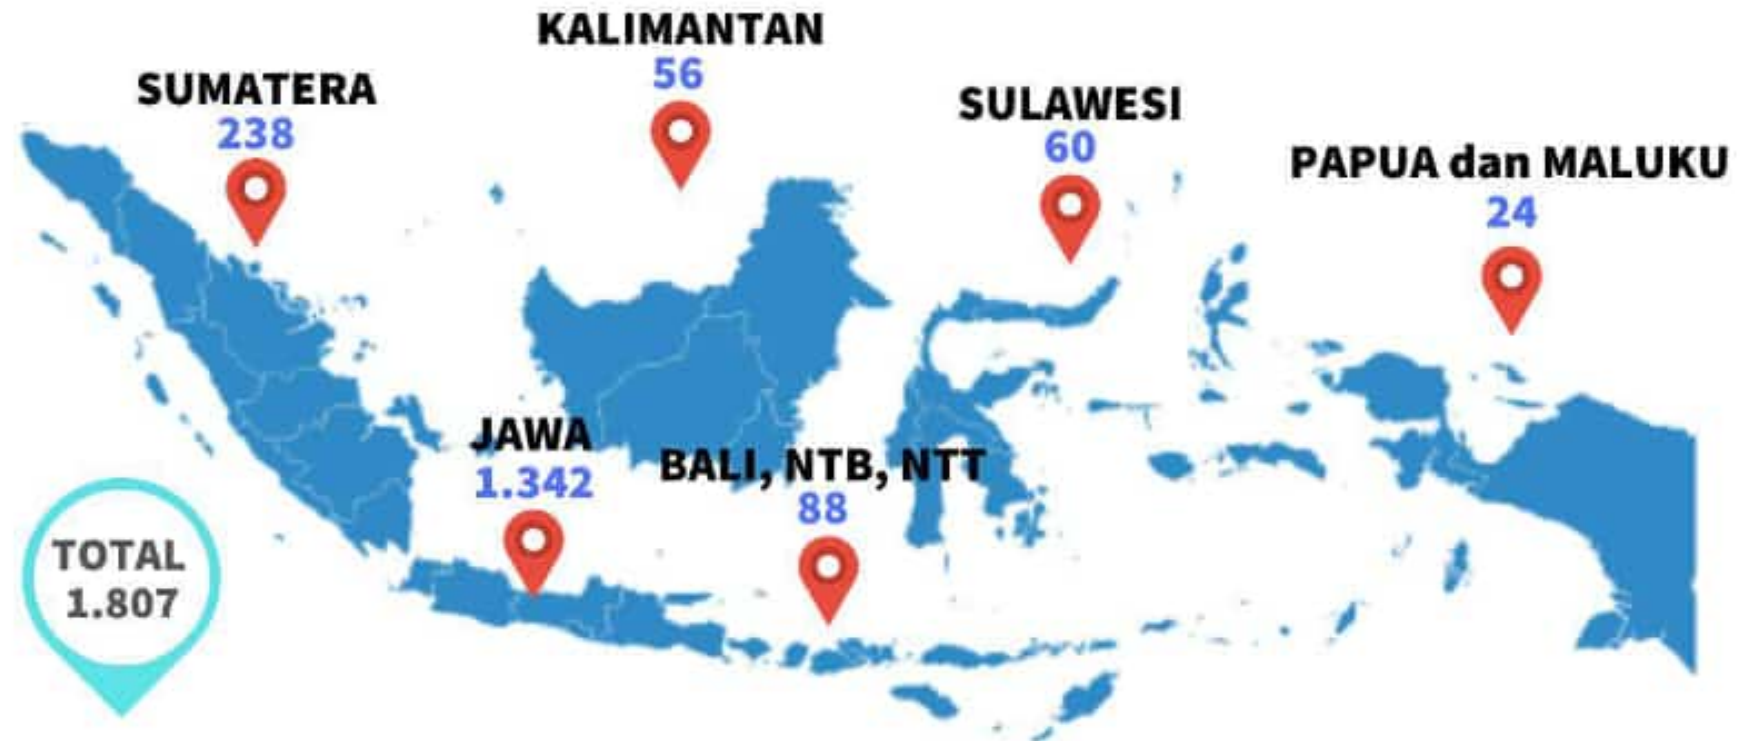 KALIMANTAN
56
SUMATERA
238
SULAWESI
60
PAPUA dan MALUKU
24
JAWA
1.342
BALI, NTB, NTT
88
TOTAL
1.807